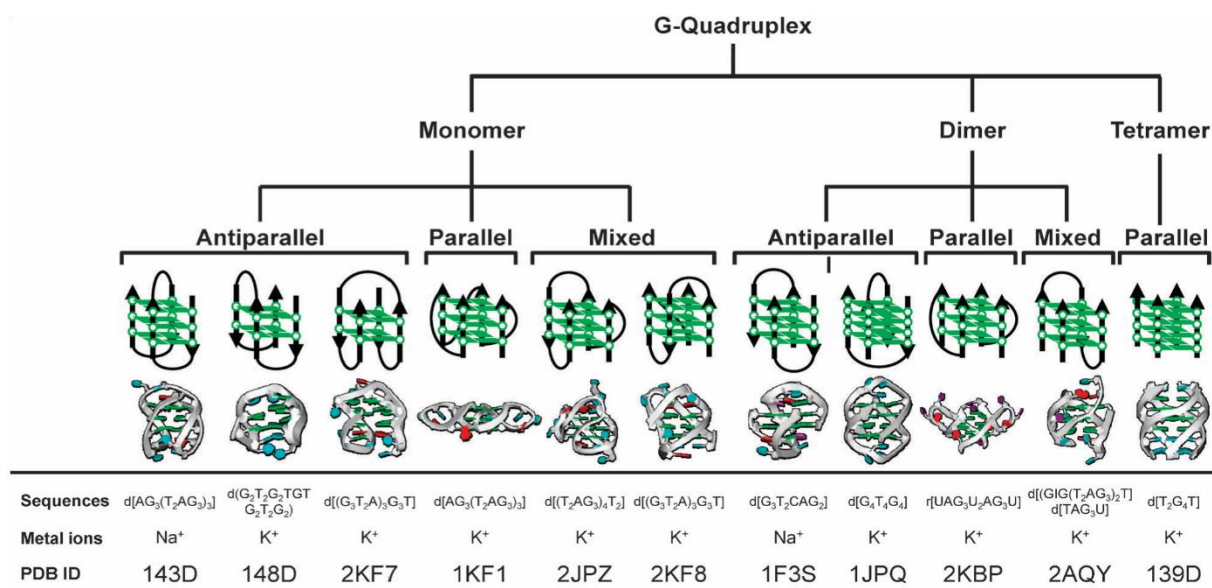 G-Quadruplex
Monomer Dimer Tetramer
Antiparallel Parallel Mixed Antiparallel Parallel Mixed Parallel
Sequences d[AG₃(T₂AG₃)₃] d(G₂T₂G₂TGT G₂T₂G₂) d[(G₃T₂A)₃G₃T] d[AG₃(T₂AG₃)₃] d[(T₂AG₃)₄T₂] d[(G₃T₂A)₃G₃T] d[G₃T₂CAG₂] d[G₄T₄G₄] r[UAG₃U₂AG₃U] d[(GIG(T₂AG₃)₂T] d[TAG₃U] d[T₂G₄T]
Metal ions Na⁺ K⁺ K⁺ K⁺ K⁺ K⁺ Na⁺ K⁺ K⁺ K⁺ K⁺
PDB ID 143D 148D 2KF7 1KF1 2JPZ 2KF8 1F3S 1JPQ 2KBP 2AQY 139D